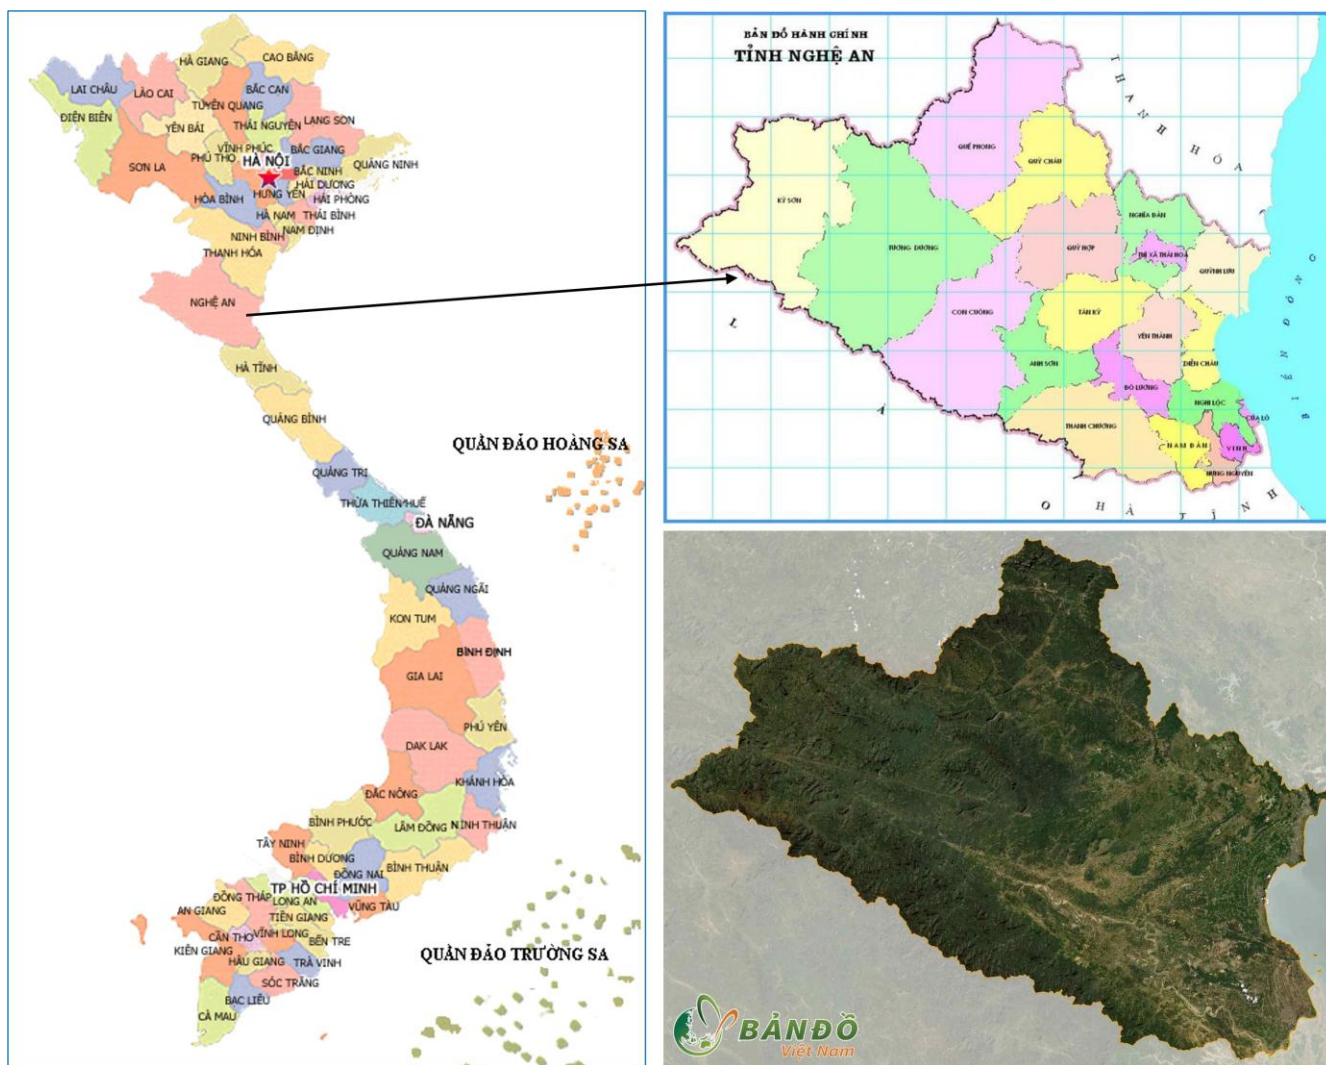 HÀ GIANG
CAO BẰNG
LAI CHÂU
LÀO CAI
BẮC CẠN
TUYÊN QUANG
ĐIỆN BIÊN
YÊN BÁI
THÁI NGUYÊN
LẠNG SƠN
VĨNH PHÚC
BẮC GIANG
PHÚ THỌ
HÀ NỘI
QUẢNG NINH
SƠN LA
BẮC NINH
HẢI DƯƠNG
HƯNG YÊN
HÒA BÌNH
HẢI PHÒNG
HÀ NAM
THÁI BÌNH
NAM ĐỊNH
NINH BÌNH
THANH HÓA
NGHỆ AN
HÀ TĨNH
QUẢNG BÌNH
QUẦN ĐẢO HOÀNG SA
QUẢNG TRỊ
THỪA THIÊN/HUẾ
ĐÀ NẴNG
QUẢNG NAM
QUẢNG NGÃI
KON TUM
BÌNH ĐỊNH
GIA LAI
PHÚ YÊN
DAK LAK
KHÁNH HÒA
ĐẮC NÔNG
BÌNH PHƯỚC
LÂM ĐỒNG
NINH THUẬN
TÂY NINH
BÌNH DƯƠNG
BÌNH THUẬN
ĐỒNG NAI
TP HỒ CHÍ MINH
ĐỒNG THÁP
LONG AN
VŨNG TÀU
AN GIANG
TIỀN GIANG
VĨNH LONG
CẦN THƠ
BẾN TRE
KIÊN GIANG
HẬU GIANG
TRÀ VINH
QUẦN ĐẢO TRƯỜNG SA
SÓC TRĂNG
BẠC LIÊU
CÀ MAU
BẢN ĐỒ HÀNH CHÍNH
TỈNH NGHỆ AN
THANH HÓA
QUẾ PHONG
QUỲ CHÂU
KỲ SƠN
NGHĨA ĐÀN
TƯƠNG DƯƠNG
QUỲ HỢP
THỊ XÃ THÁI HOÀ
QUỲNH LƯU
BIỂN ĐÔNG
CON CUÔNG
TÂN KỲ
YÊN THÀNH
ANH SƠN
DIỄN CHÂU
ĐÔ LƯƠNG
NGHI LỘC
THANH CHƯƠNG
CỬA LÒ
NAM ĐÀN
VINH
HƯNG NGUYÊN
L À O
HÀ TĨNH
BẢN ĐỒ
Việt Nam